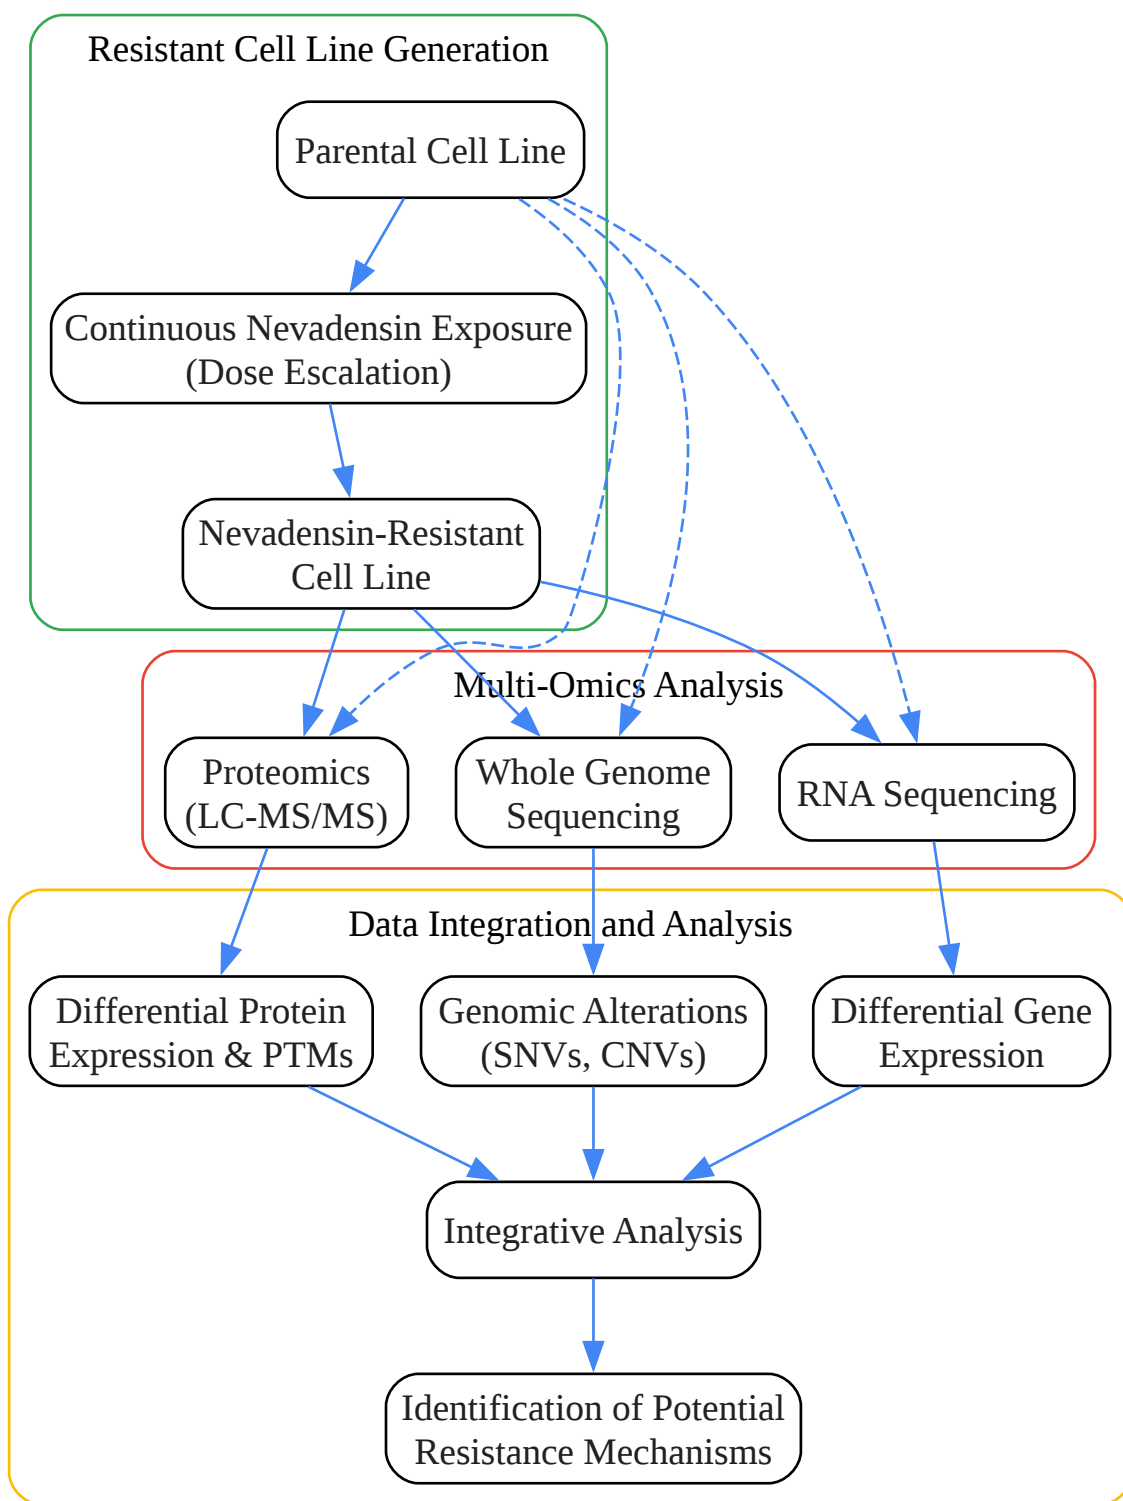 Resistant Cell Line Generation
Parental Cell Line
Continuous Nevadensin Exposure
(Dose Escalation)
Nevadensin-Resistant
Cell Line
Multi-Omics Analysis
Proteomics
(LC-MS/MS)
Whole Genome
Sequencing
RNA Sequencing
Data Integration and Analysis
Differential Protein
Expression & PTMs
Genomic Alterations
(SNVs, CNVs)
Differential Gene
Expression
Integrative Analysis
Identification of Potential
Resistance Mechanisms